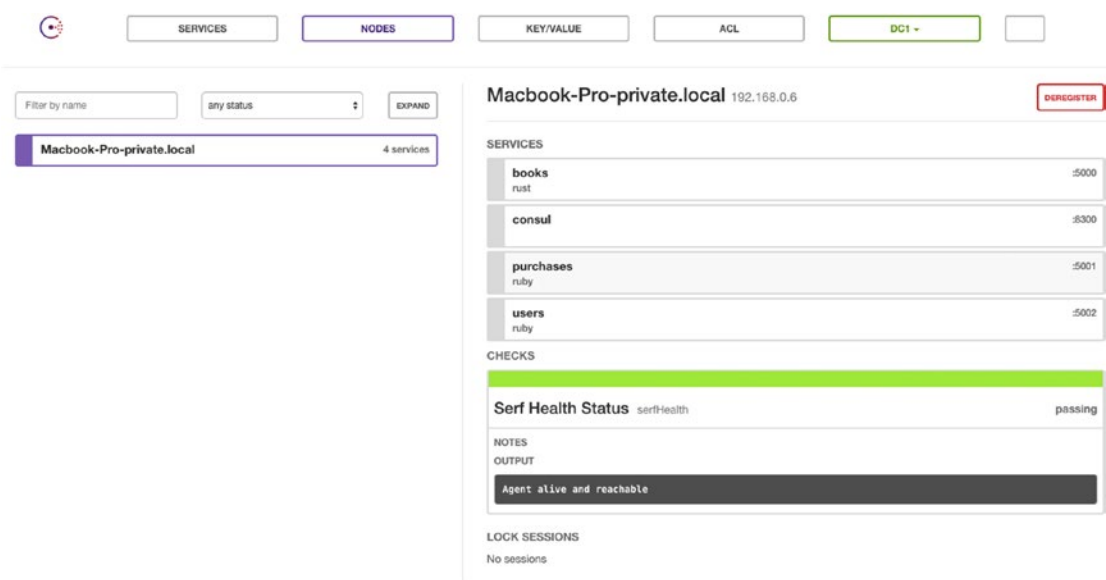 SERVICES
NODES
KEY/VALUE
ACL
DC1
Filter by name
any status
EXPAND
Macbook-Pro-private.local 4 services
Macbook-Pro-private.local 192.168.0.6
DEREGISTER
SERVICES
books :5000
rust
consul :8300
purchases :5001
ruby
users :5002
ruby
CHECKS
Serf Health Status serfHealth passing
NOTES
OUTPUT
Agent alive and reachable
LOCK SESSIONS
No sessions